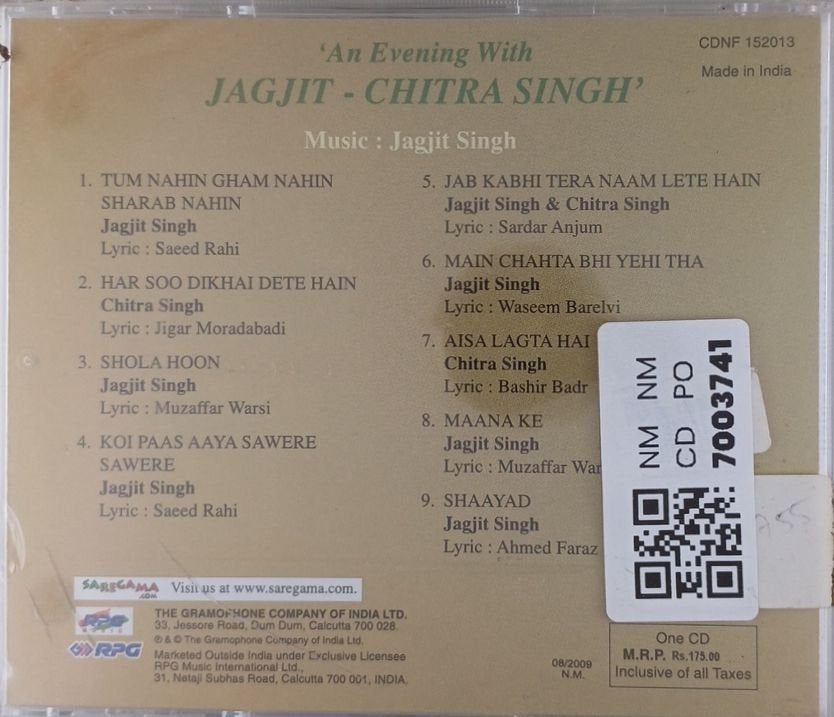 'An Evening With
JAGJIT - CHITRA SINGH'
CDNF 152013
Made in India
Music : Jagjit Singh
1. TUM NAHIN GHAM NAHIN
SHARAB NAHIN
Jagjit Singh
Lyric : Saeed Rahi
2. HAR SOO DIKHAI DETE HAIN
Chitra Singh
Lyric : Jigar Moradabadi
3. SHOLA HOON
Jagjit Singh
Lyric : Muzaffar Warsi
4. KOI PAAS AAYA SAWERE
SAWERE
Jagjit Singh
Lyric : Saeed Rahi
5. JAB KABHI TERA NAAM LETE HAIN
Jagjit Singh & Chitra Singh
Lyric : Sardar Anjum
6. MAIN CHAHTA BHI YEHI THA
Jagjit Singh
Lyric : Waseem Barelvi
7. AISA LAGTA HAI
Chitra Singh
Lyric : Bashir Badr
8. MAANA KE
Jagjit Singh
Lyric : Muzaffar War
9. SHAAYAD
Jagjit Singh
Lyric : Ahmed Faraz
NM NM
CD PO
7003741
SAREGAMA
.COM
Visit us at www.saregama.com.
RPG
MUSIC
RPG
THE GRAMOPHONE COMPANY OF INDIA LTD.
33, Jessore Road, Dum Dum, Calcutta 700 028.
℗ & © The Gramophone Company of India Ltd.
Marketed Outside India under Exclusive Licensee
RPG Music International Ltd.,
31, Netaji Subhas Road, Calcutta 700 001, INDIA.
08/2009
N.M.
One CD
M.R.P. Rs.175.00
Inclusive of all Taxes